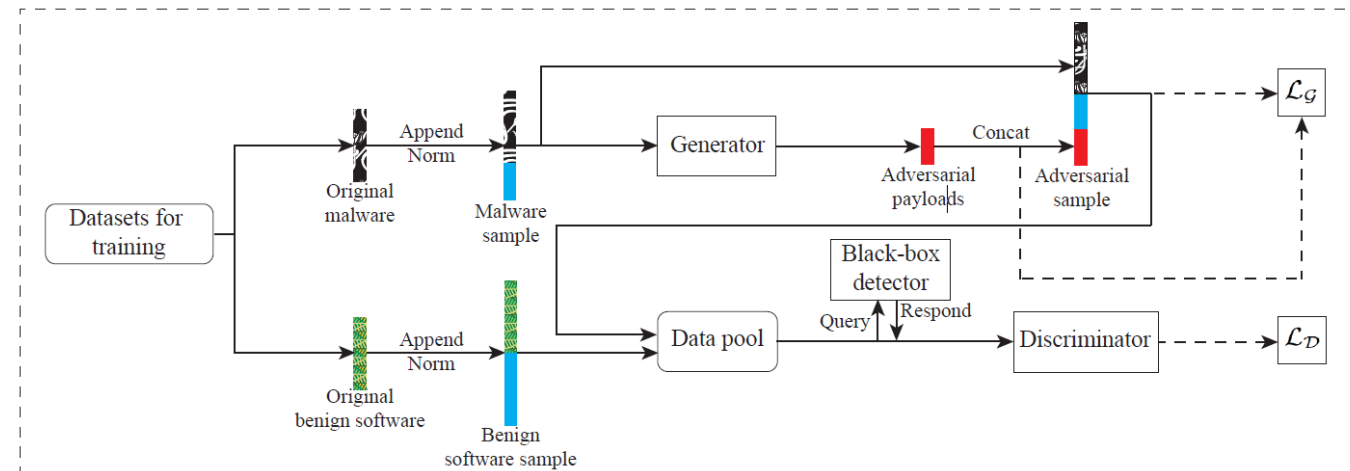 Datasets for
training
Original
malware
Append
Norm
Malware
sample
Generator
Adversarial
payloads
Concat
Adversarial
sample
ℒ𝒢
Original
benign software
Append
Norm
Benign
software sample
Data pool
Black-box
detector
Query
Respond
Discriminator
ℒ𝒟